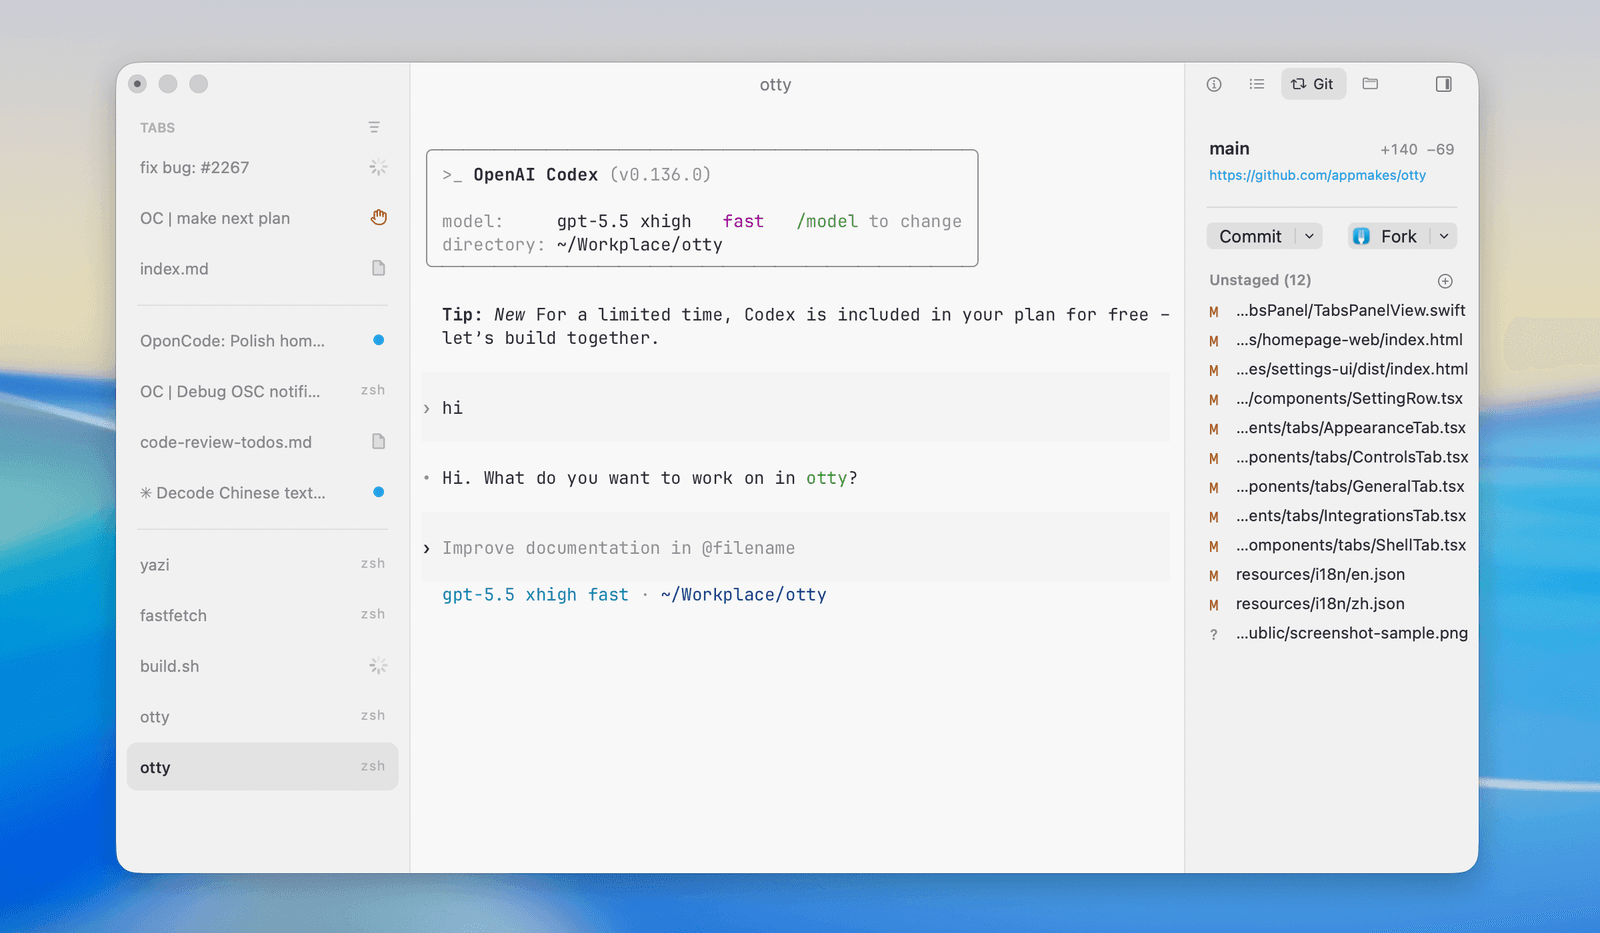 otty
Git
TABS
fix bug: #2267
OC | make next plan
index.md
OponCode: Polish hom...
OC | Debug OSC notifi... zsh
code-review-todos.md
✳ Decode Chinese text...
yazi zsh
fastfetch zsh
build.sh
otty zsh
otty zsh
>_ OpenAI Codex (v0.136.0)
model: gpt-5.5 xhigh fast /model to change
directory: ~/Workplace/otty
Tip: New For a limited time, Codex is included in your plan for free –
let’s build together.
› hi
• Hi. What do you want to work on in otty?
› Improve documentation in @filename
gpt-5.5 xhigh fast · ~/Workplace/otty
main +140 −69
https://github.com/appmakes/otty
Commit Fork
Unstaged (12)
M ...bsPanel/TabsPanelView.swift
M ...s/homepage-web/index.html
M ...es/settings-ui/dist/index.html
M .../components/SettingRow.tsx
M ...ents/tabs/AppearanceTab.tsx
M ...ponents/tabs/ControlsTab.tsx
M ...ponents/tabs/GeneralTab.tsx
M ...ents/tabs/IntegrationsTab.tsx
M ...omponents/tabs/ShellTab.tsx
M resources/i18n/en.json
M resources/i18n/zh.json
? ...ublic/screenshot-sample.png